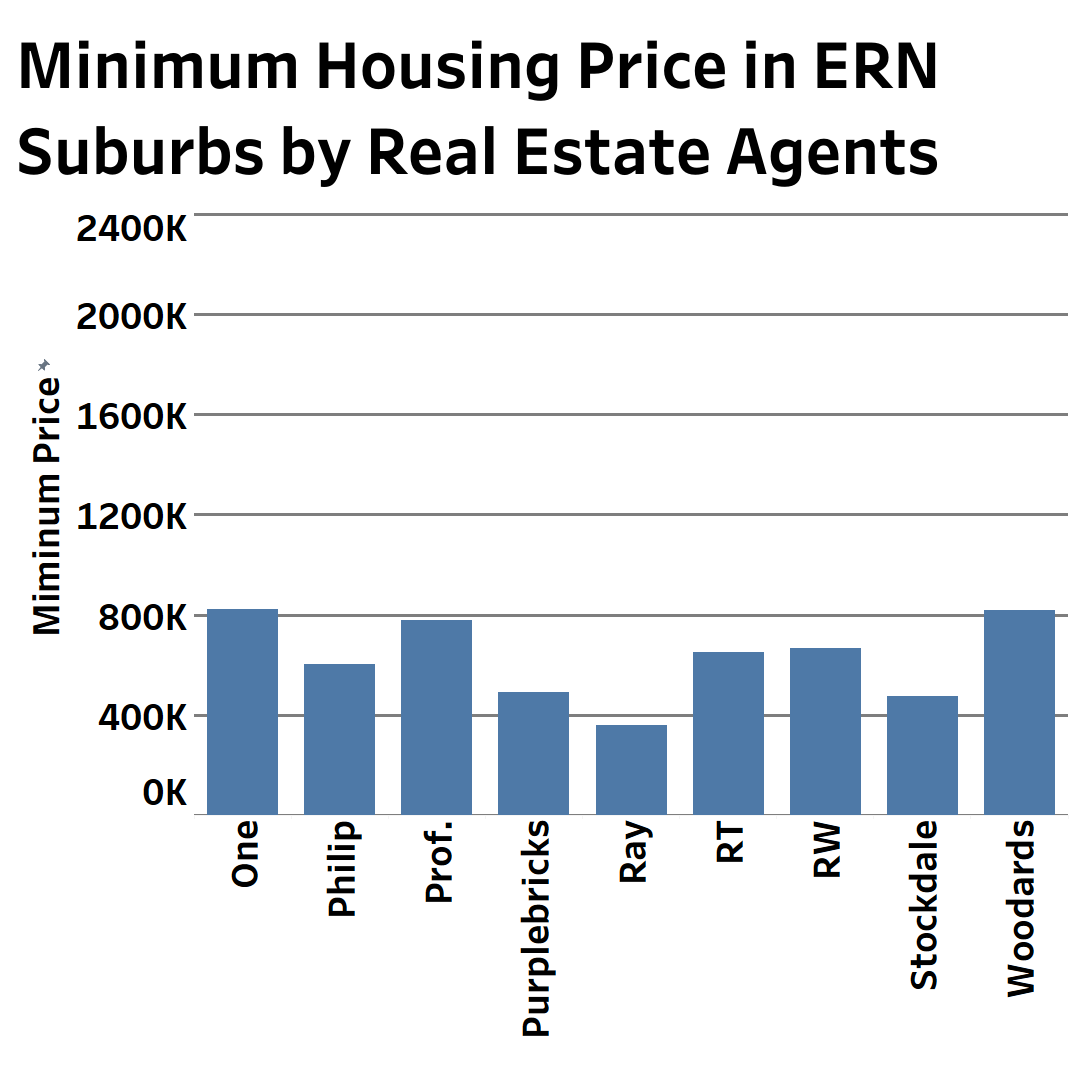 Minimum Housing Price in ERN
Suburbs by Real Estate Agents
2400K
2000K
1600K
1200K
800K
400K
0K
Miminum Price
One
Philip
Prof.
Purplebricks
Ray
RT
RW
Stockdale
Woodards